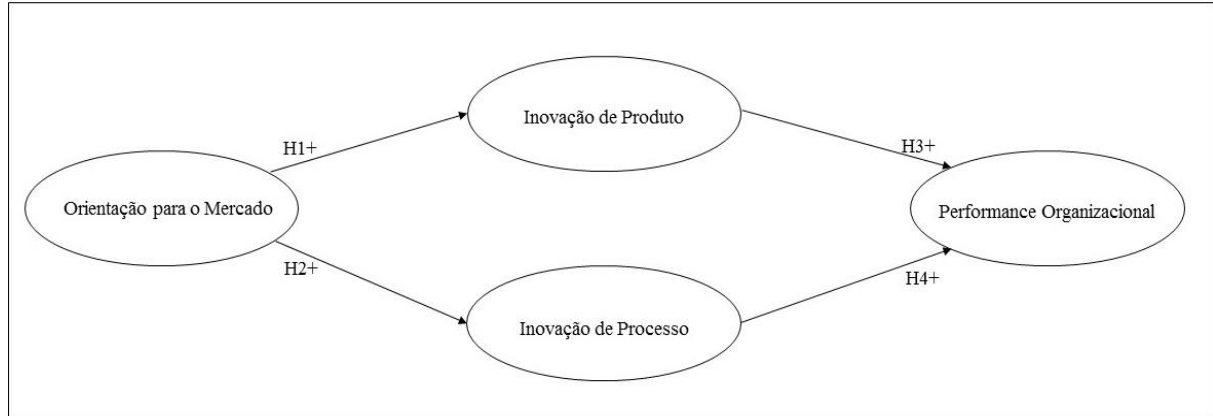 Inovação de Produto
H1+
H3+
Orientação para o Mercado
Performance Organizacional
H2+
H4+
Inovação de Processo